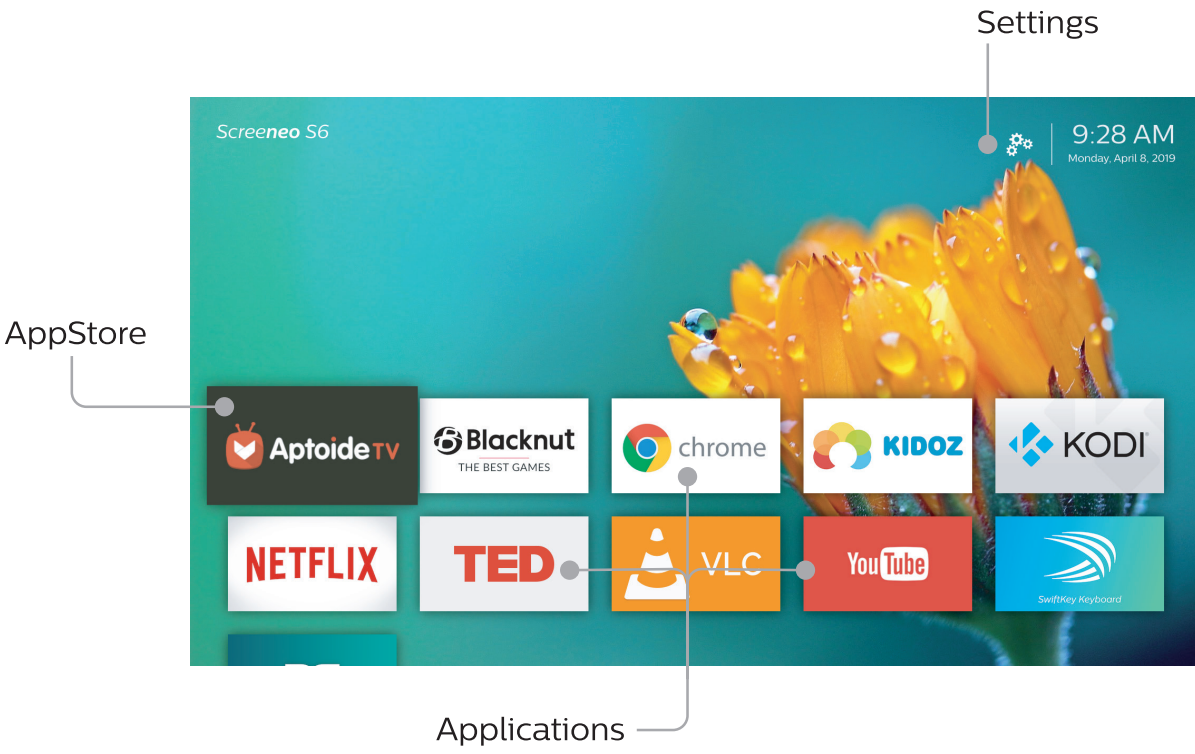 Settings
Screeneo S6
9:28 AM
Monday, April 8, 2019
AppStore
Aptoide TV
Blacknut
THE BEST GAMES
chrome
KIDOZ
KODI
NETFLIX
TED
VLC
YouTube
SwiftKey Keyboard
Applications